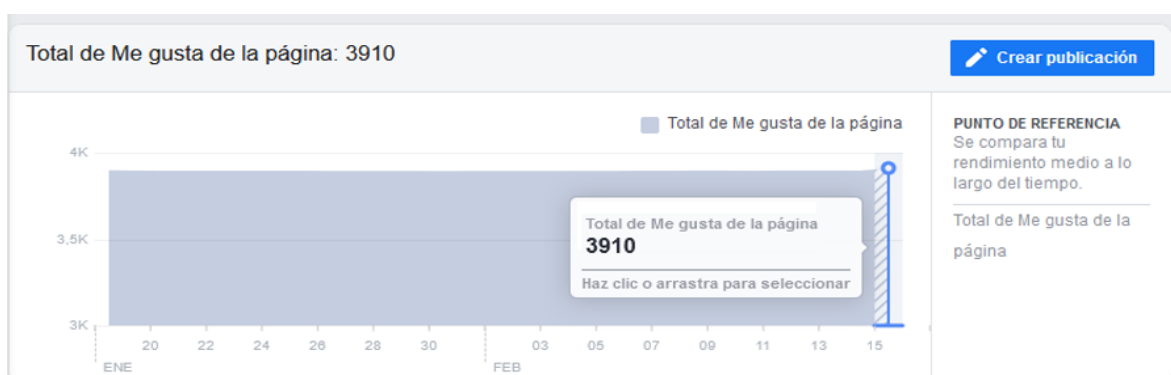 Total de Me gusta de la página: 3910
Crear publicación
Total de Me gusta de la página
PUNTO DE REFERENCIA
Se compara tu
rendimiento medio a lo
largo del tiempo.
Total de Me gusta de la
página
4K
3,5K
3K
Total de Me gusta de la página
3910
Haz clic o arrastra para seleccionar
20 22 24 26 28 30 03 05 07 09 11 13 15
ENE FEB